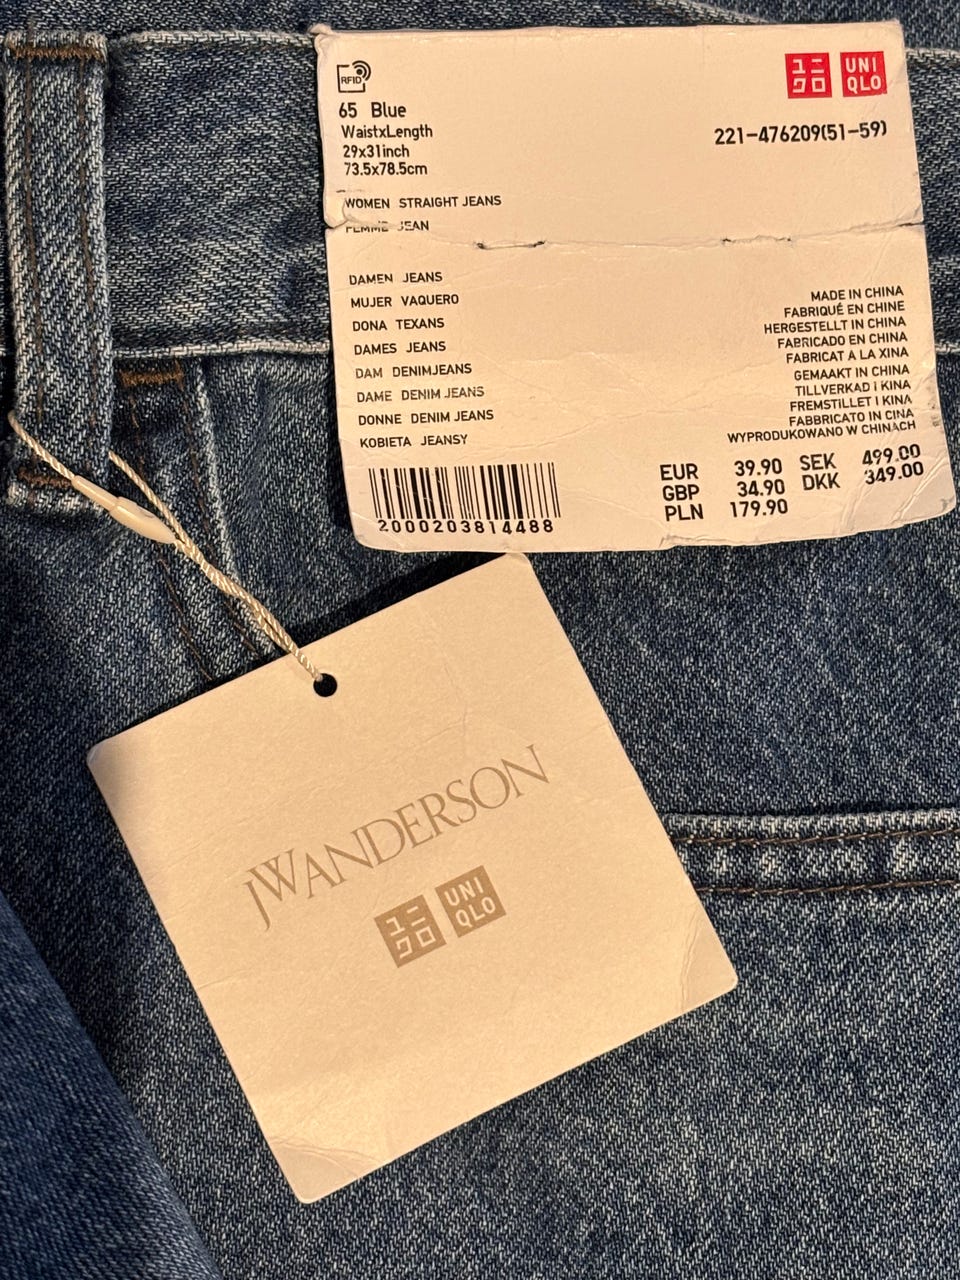 RFID
65 Blue
WaistxLength
29x31inch
73.5x78.5cm
ユニ
クロ
UNI
QLO
221-476209(51-59)
WOMEN STRAIGHT JEANS
FEMME JEAN
DAMEN JEANS
MUJER VAQUERO
DONA TEXANS
DAMES JEANS
DAM DENIMJEANS
DAME DENIM JEANS
DONNE DENIM JEANS
KOBIETA JEANSY
MADE IN CHINA
FABRIQUÉ EN CHINE
HERGESTELLT IN CHINA
FABRICADO EN CHINA
FABRICAT A LA XINA
GEMAAKT IN CHINA
TILLVERKAD I KINA
FREMSTILLET I KINA
FABBRICATO IN CINA
WYPRODUKOWANO W CHINACH
EUR 39.90 SEK 499.00
GBP 34.90 DKK 349.00
PLN 179.90
2000203814488
JWANDERSON
ユニ
クロ
UNI
QLO